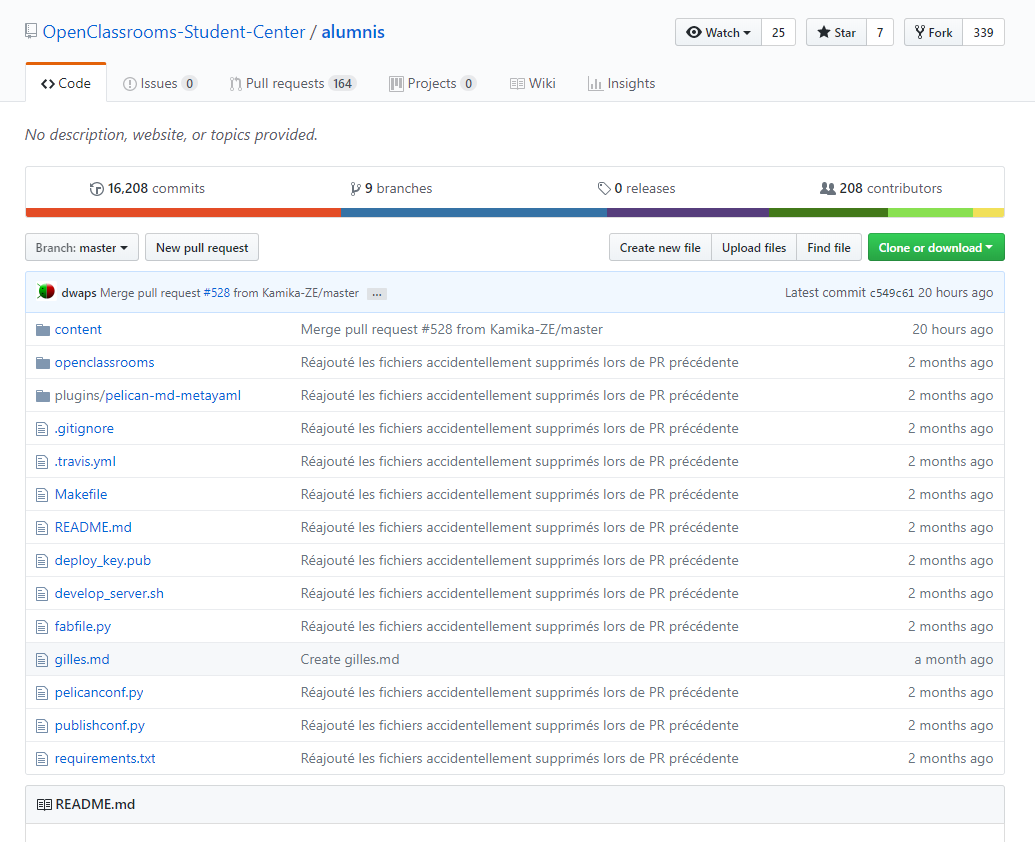 OpenClassrooms-Student-Center / alumnis Watch 25 Star 7 Fork 339
Code Issues 0 Pull requests 164 Projects 0 Wiki Insights
No description, website, or topics provided.
16,208 commits 9 branches 0 releases 208 contributors
Branch: master New pull request Create new file Upload files Find file Clone or download
dwaps Merge pull request #528 from Kamika-ZE/master ... Latest commit c549c61 20 hours ago
content Merge pull request #528 from Kamika-ZE/master 20 hours ago
openclassrooms Réajouté les fichiers accidentellement supprimés lors de PR précédente 2 months ago
plugins/pelican-md-metayaml Réajouté les fichiers accidentellement supprimés lors de PR précédente 2 months ago
.gitignore Réajouté les fichiers accidentellement supprimés lors de PR précédente 2 months ago
.travis.yml Réajouté les fichiers accidentellement supprimés lors de PR précédente 2 months ago
Makefile Réajouté les fichiers accidentellement supprimés lors de PR précédente 2 months ago
README.md Réajouté les fichiers accidentellement supprimés lors de PR précédente 2 months ago
deploy_key.pub Réajouté les fichiers accidentellement supprimés lors de PR précédente 2 months ago
develop_server.sh Réajouté les fichiers accidentellement supprimés lors de PR précédente 2 months ago
fabfile.py Réajouté les fichiers accidentellement supprimés lors de PR précédente 2 months ago
gilles.md Create gilles.md a month ago
pelicanconf.py Réajouté les fichiers accidentellement supprimés lors de PR précédente 2 months ago
publishconf.py Réajouté les fichiers accidentellement supprimés lors de PR précédente 2 months ago
requirements.txt Réajouté les fichiers accidentellement supprimés lors de PR précédente 2 months ago
README.md